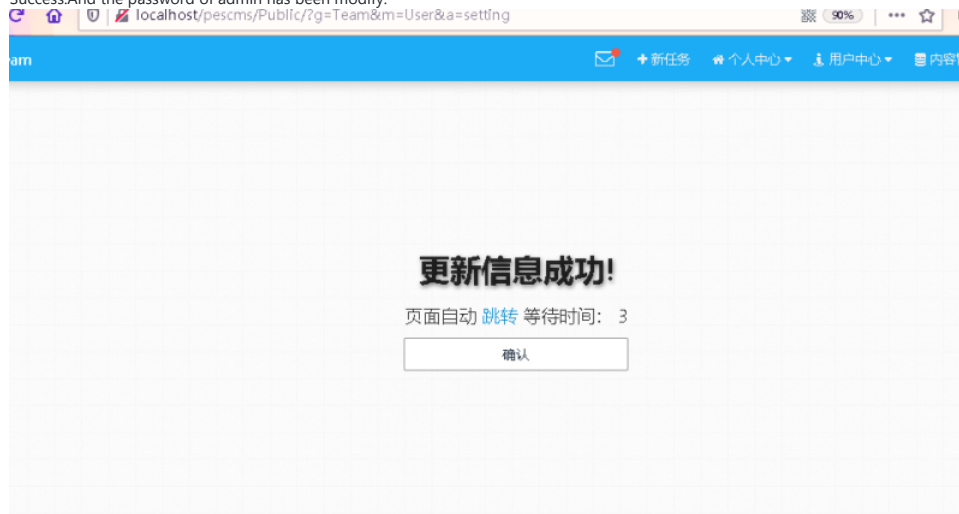 Success.And the password of admin has been modify.
localhost/pescms/Public/?g=Team&m=User&a=setting 90%
新任务 个人中心 用户中心 内容
更新信息成功!
页面自动 跳转 等待时间： 3
确认